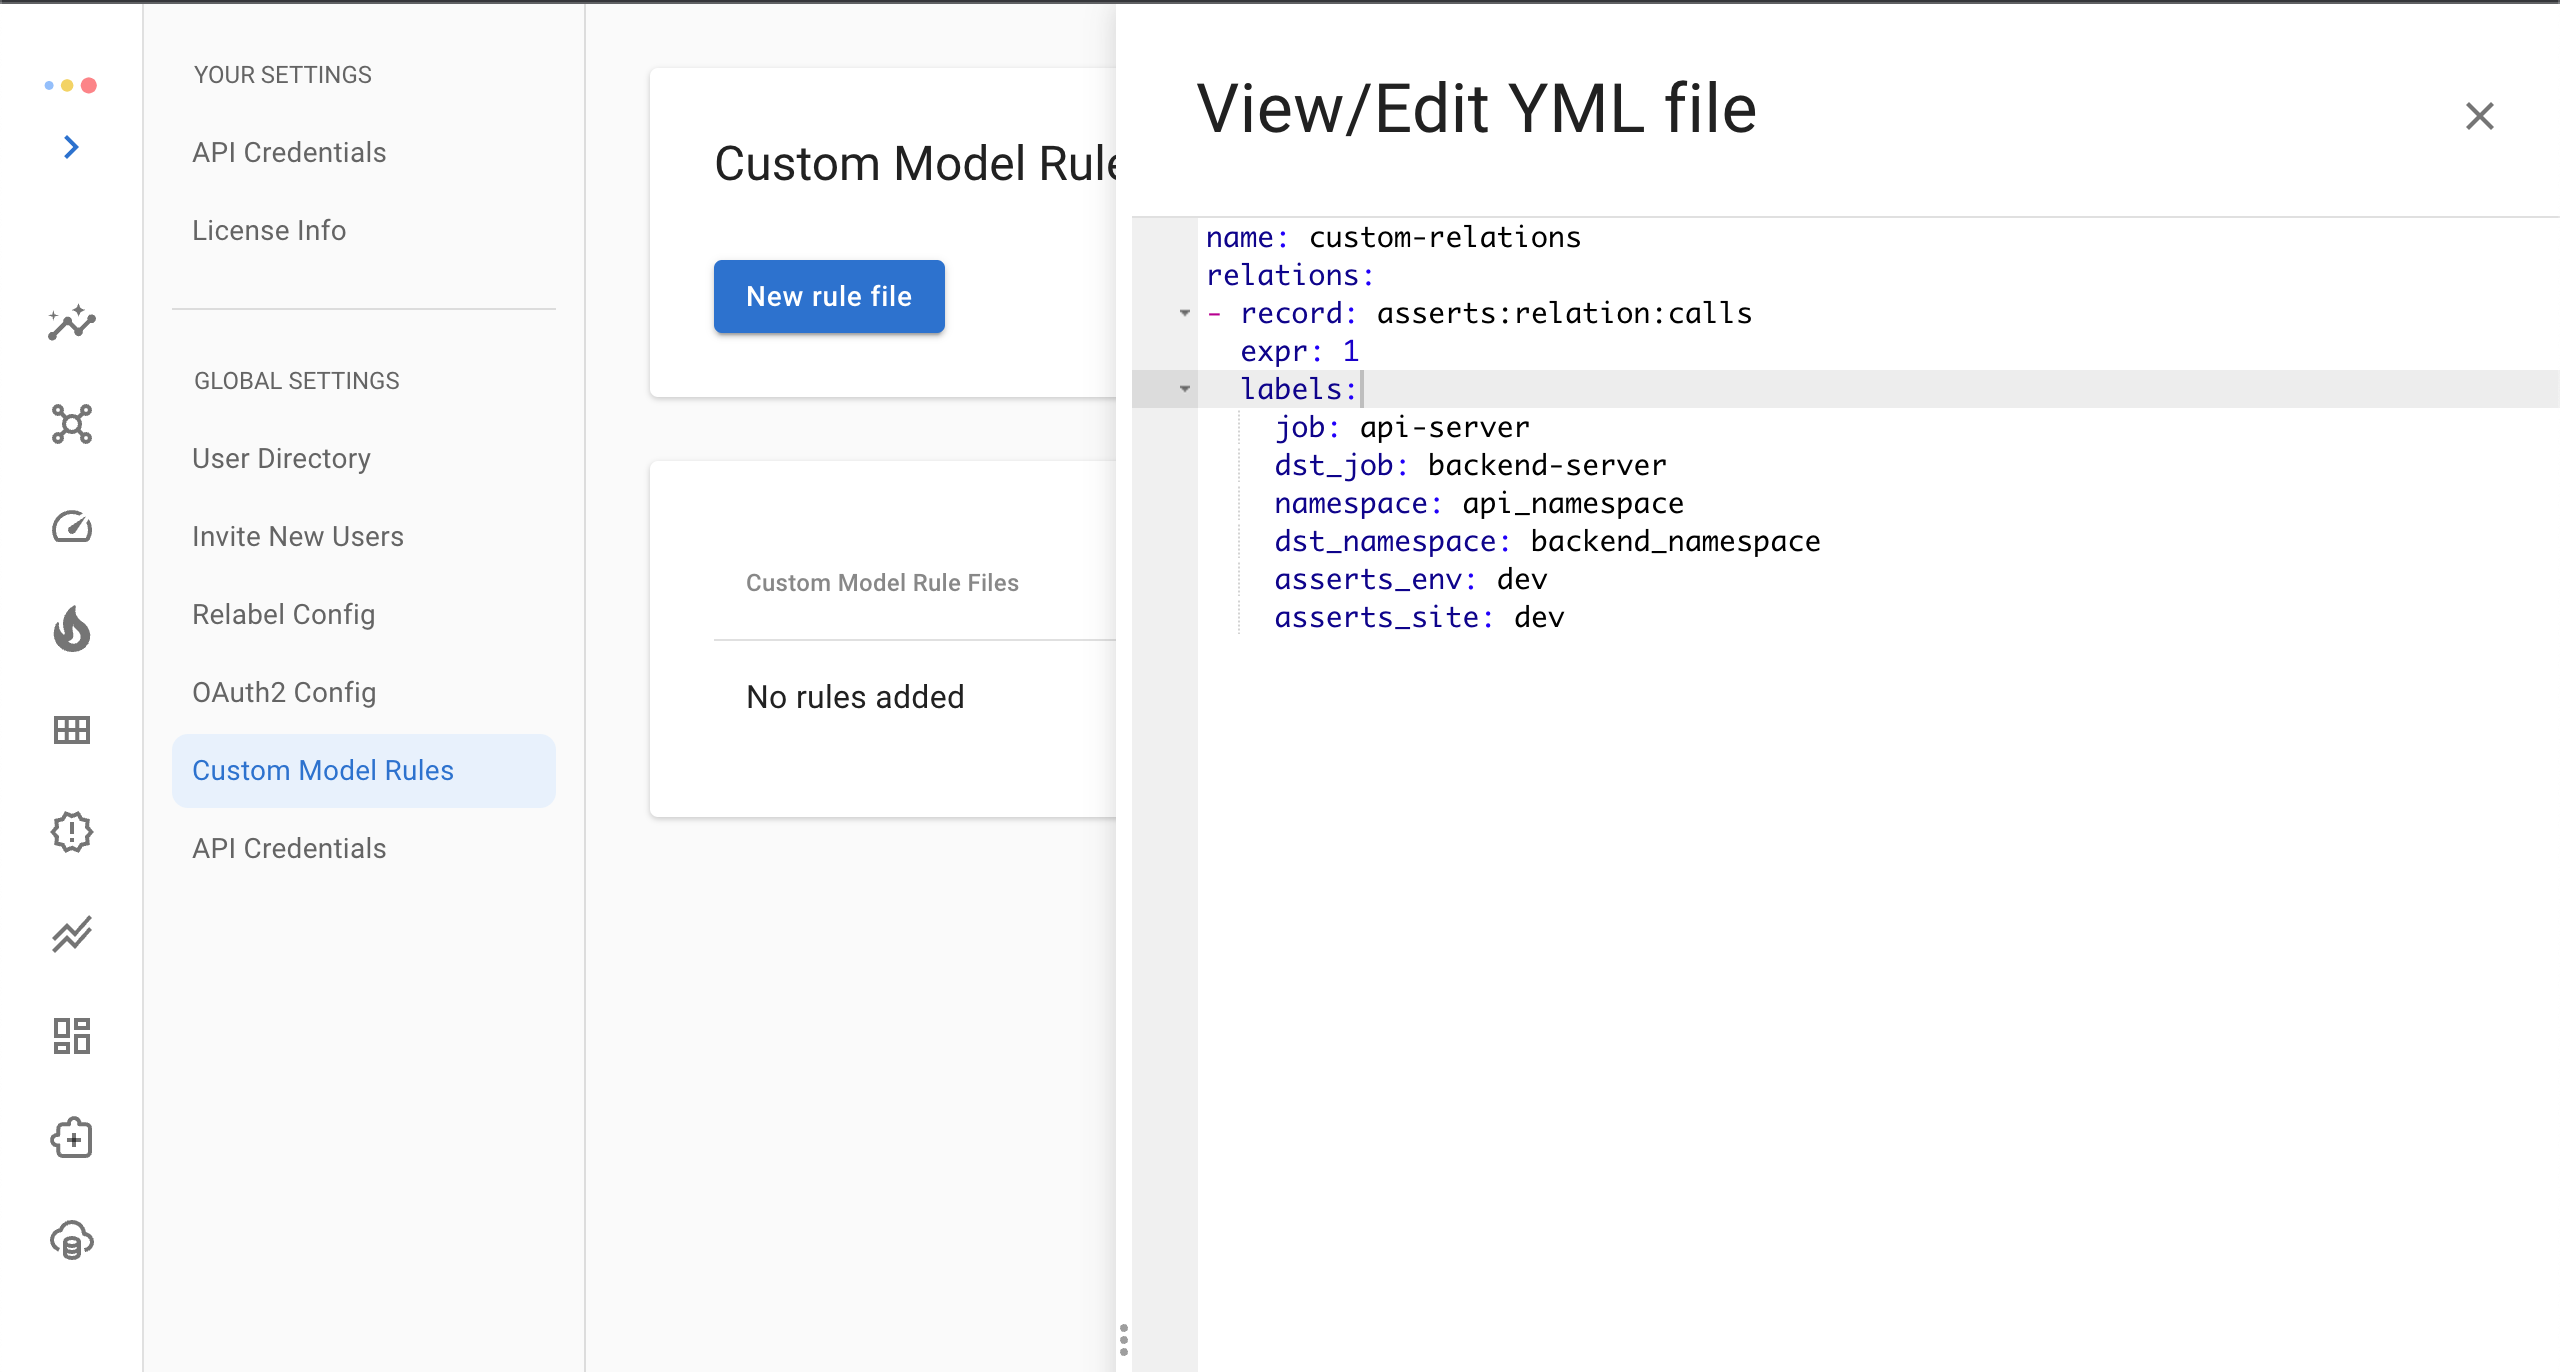 YOUR SETTINGS
API Credentials
License Info
GLOBAL SETTINGS
User Directory
Invite New Users
Relabel Config
OAuth2 Config
Custom Model Rules
API Credentials
Custom Model Rule
New rule file
Custom Model Rule Files
No rules added
View/Edit YML file
name: custom-relations
relations:
- record: asserts:relation:calls
  expr: 1
  labels:
    job: api-server
    dst_job: backend-server
    namespace: api_namespace
    dst_namespace: backend_namespace
    asserts_env: dev
    asserts_site: dev